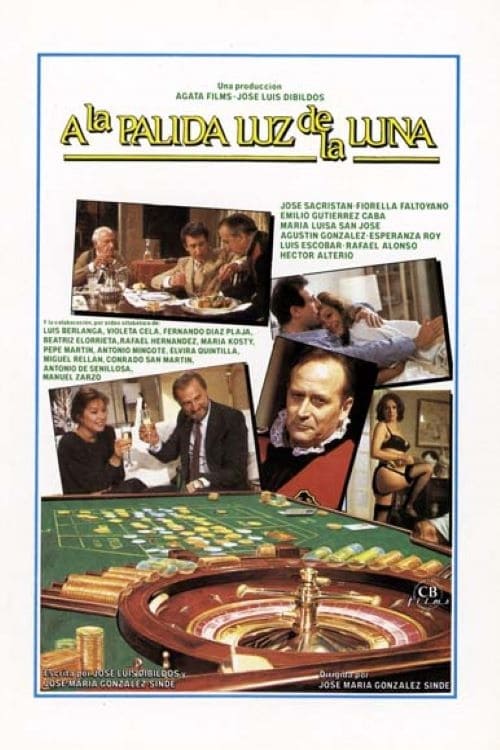 Una producción
AGATA FILMS-JOSE LUIS DIBILDOS
A la PALIDA LUZ de la LUNA
JOSE SACRISTAN-FIORELLA FALTOYANO
EMILIO GUTIERREZ CABA
MARIA LUISA SAN JOSE
AGUSTIN GONZALEZ-ESPERANZA ROY
LUIS ESCOBAR-RAFAEL ALONSO
HECTOR ALTERIO
Y la colaboración, por orden alfabético de:
LUIS BERLANGA, VIOLETA CELA, FERNANDO DIAZ PLAJA,
BEATRIZ ELORRIETA, RAFAEL HERNANDEZ, MARIA KOSTY,
PEPE MARTIN, ANTONIO MINGOTE, ELVIRA QUINTILLA,
MIGUEL RELLAN, CONRADO SAN MARTIN,
ANTONIO DE SENILLOSA,
MANUEL ZARZO
CB
films
Escrita por JOSE LUIS DIBILDOS y
JOSE MARIA GONZALEZ SINDE
Dirigida por
JOSE MARIA GONZALEZ SINDE